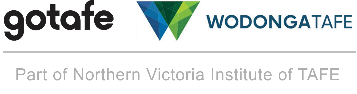 gotafe WODONGATAFE
Part of Northern Victoria Institute of TAFE